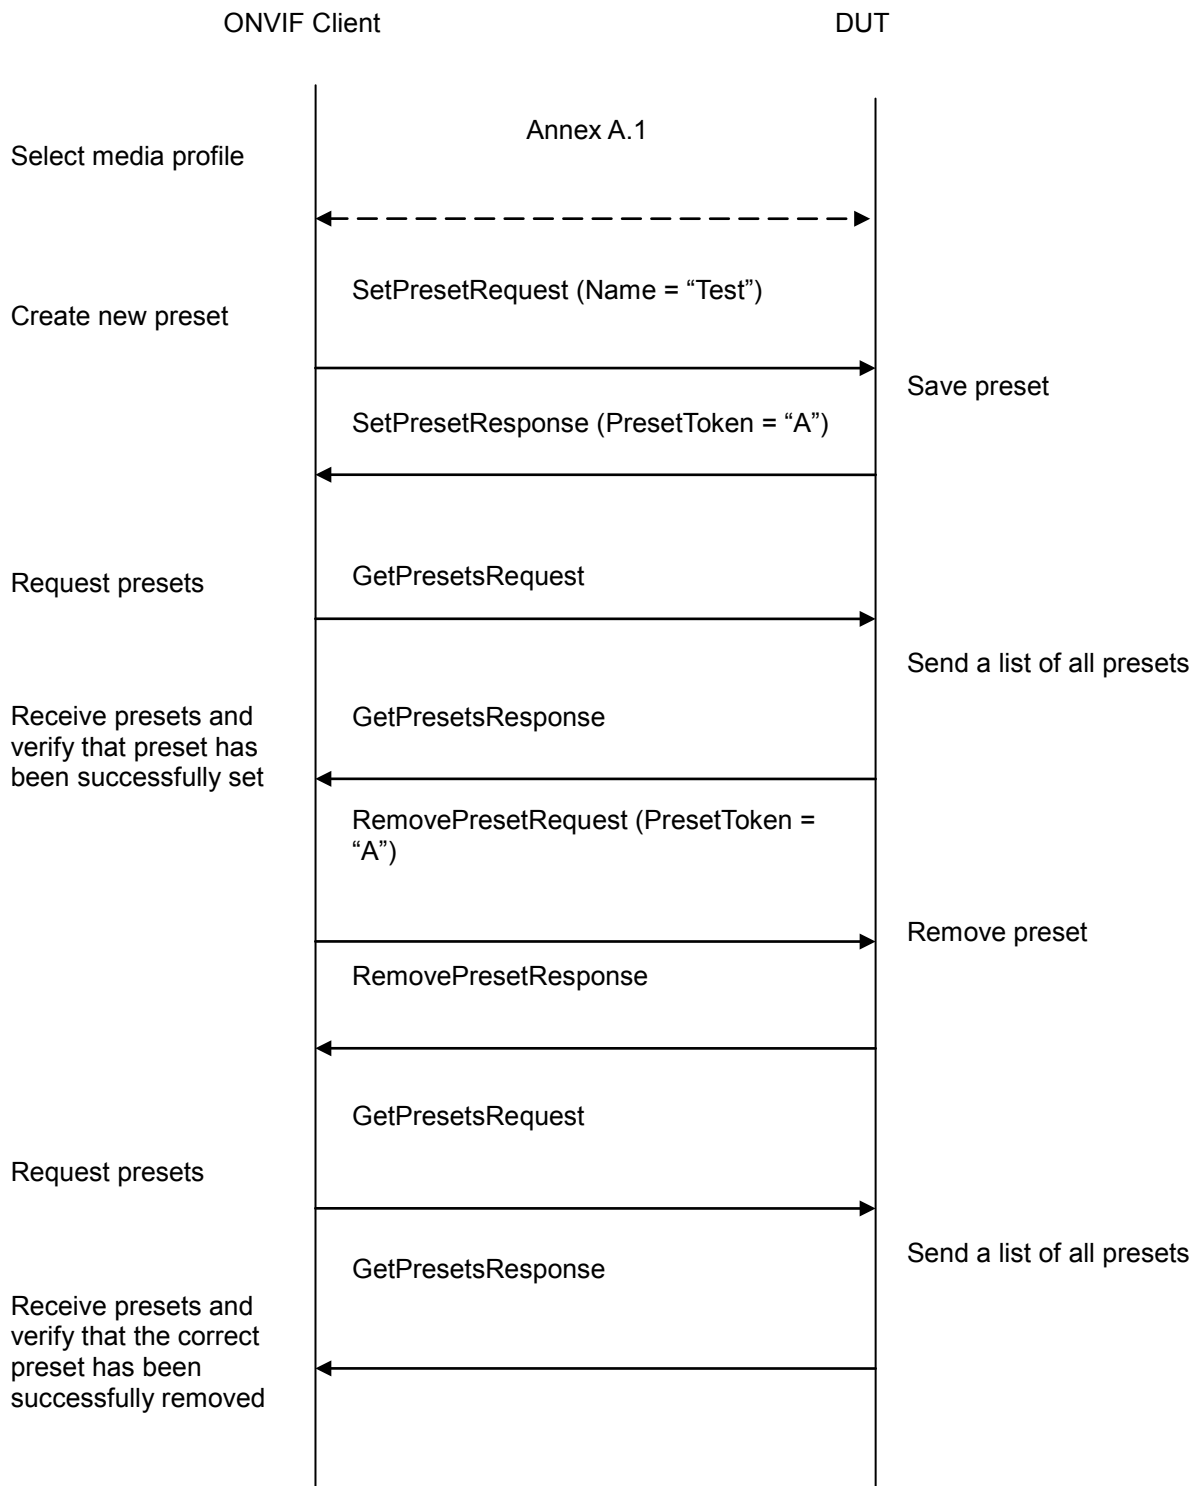 ONVIF Client
DUT
Annex A.1
Select media profile
SetPresetRequest (Name = “Test”)
Create new preset
Save preset
SetPresetResponse (PresetToken = “A”)
GetPresetsRequest
Request presets
Send a list of all presets
Receive presets and
verify that preset has
been successfully set
GetPresetsResponse
RemovePresetRequest (PresetToken =
“A”)
Remove preset
RemovePresetResponse
GetPresetsRequest
Request presets
Send a list of all presets
GetPresetsResponse
Receive presets and
verify that the correct
preset has been
successfully removed